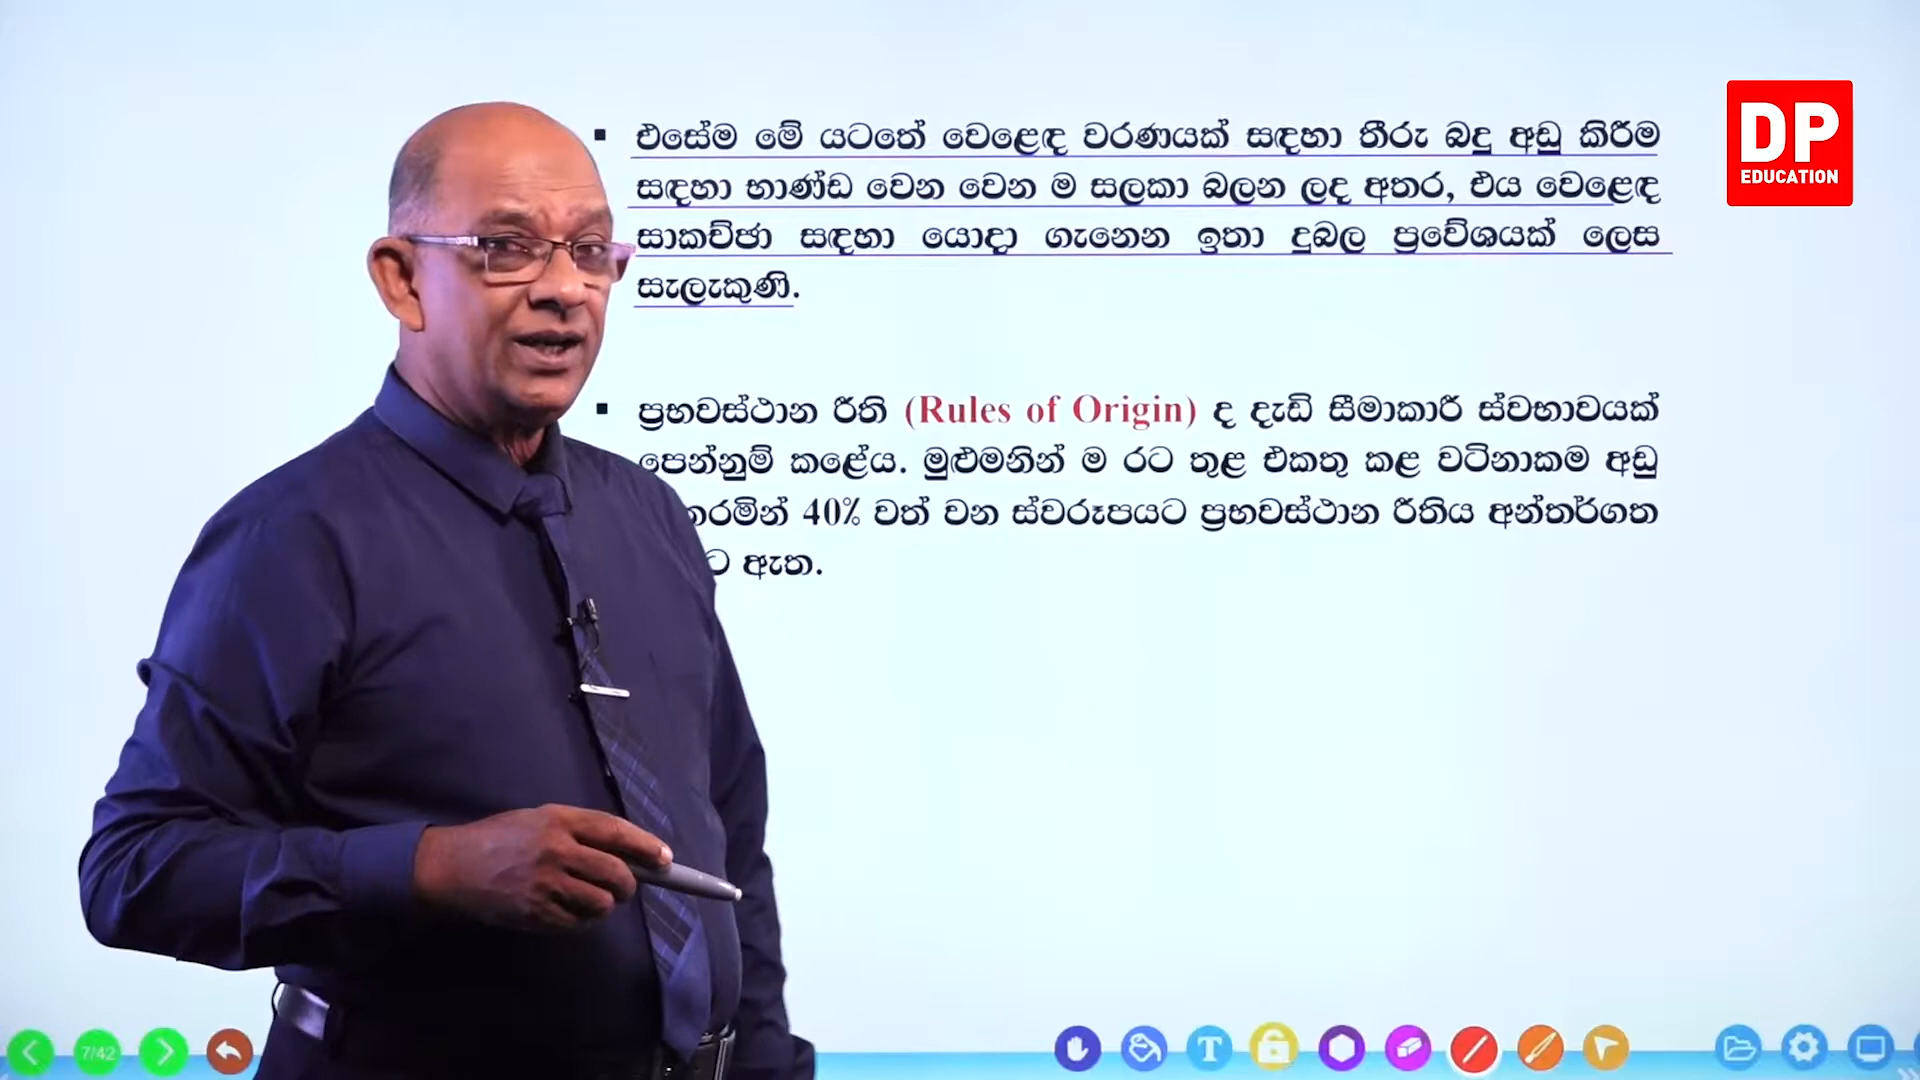 එසේම මේ යටතේ වෙළෙඳ වරණයක් සඳහා තීරු බදු අඩු කිරීම
සඳහා භාණ්ඩ වෙන වෙන ම සලකා බලන ලද අතර, එය වෙළෙඳ
සාකච්ඡා සඳහා යොදා ගැනෙන ඉතා දුබල ප්‍රවේශයක් ලෙස
සැලැකුණි.
ප්‍රභවස්ථාන රීති (Rules of Origin) ද දැඩි සීමාකාරී ස්වභාවයක්
පෙන්නුම් කළේය. මුළුමනින් ම රට තුළ එකතු කළ වටිනාකම අඩු
40% වත් වන ස්වරූපයට ප්‍රභවස්ථාන රීතිය අන්තර්ගත
ඇත.
DP
EDUCATION
7/42
T